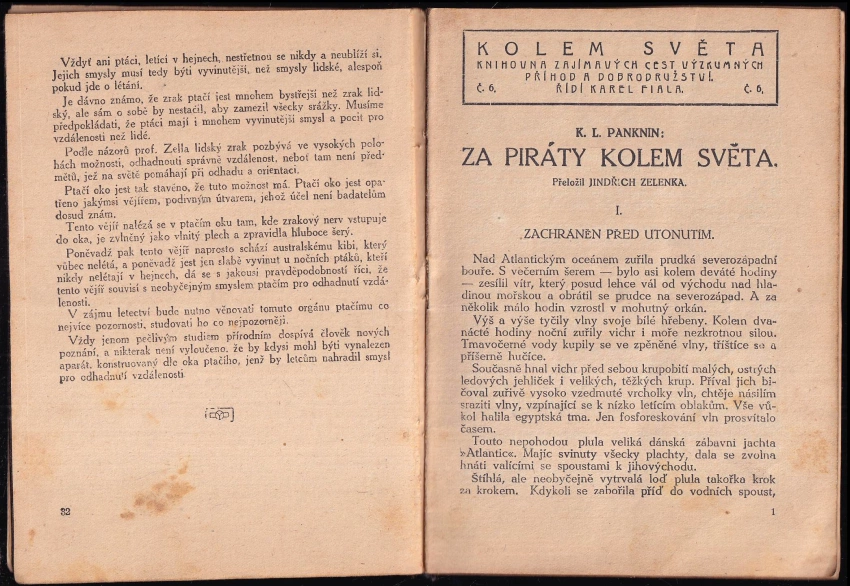 Vždyť ani ptáci, letící v hejnech, nestřetnou se nikdy a neublíží si.
Jejich smysly musí tedy býti vyvinutější, než smysly lidské, alespoň
pokud jde o létání.
Je dávno známo, že zrak ptačí jest mnohem bystřejší než zrak lid-
ský, ale sám o sobě by nestačil, aby zamezil všecky srážky. Musíme
předpokládati, že ptáci mají i mnohem vyvinutější smysl a pocit pro
vzdálenosti než lidé.
Podle názorů prof. Zella lidský zrak pozbývá ve vysokých polo-
hách možnosti, odhadnouti správně vzdálenost, neboť tam není před-
mětů, jež na světě pomáhají při odhadu a orientaci.
Ptačí oko jest tak stavěno, že tuto možnost má. Ptačí oko jest opa-
třeno jakýmsi vějířem, podivným útvarem, jehož účel není badatelům
dosud znám.
Tento vějíř nalézá se v ptačím oku tam, kde zrakový nerv vstupuje
do oka, je zvlněný jako vlnitý plech a zpravidla hluboce šerý.
Poněvadž pak tento vějíř naprosto schází australskému kibi, který
vůbec nelétá, a poněvadž jest jen slabě vyvinut u nočních ptáků, kteří
nikdy nelétají v hejnech, dá se s jakousi pravděpodobností říci, že
tento vějíř souvisí s neobyčejným smyslem ptačím pro odhadnutí vzdá-
lenosti.
V zájmu letectví bude nutno věnovati tomuto orgánu ptačímu co
nejvíce pozornosti, studovati ho co nejpozorněji.
Vždy jenom pečlivým studiem přírodním dospívá člověk nových
poznání, a nikterak není vyloučeno, že by kdysi mohl býti vynalezen
aparát, konstruovaný dle oka ptačího, jenž by letcům nahradil smysl
pro odhadnutí vzdálenosti
32
KOLEM SVĚTA
KNIHOVNA ZAJÍMAVÝCH CEST VÝZKUMNÝCH
PŘÍHOD A DOBRODRUŽSTVÍ.
Č. 6. ŘÍDÍ KAREL FIALA. Č. 6.
K. L. PANKNIN:
ZA PIRÁTY KOLEM SVĚTA.
Přeložil JINDŘICH ZELENKA.
I.
ZACHRÁNĚN PŘED UTONUTÍM.
Nad Atlantickým oceánem zuřila prudká severozápadní
bouře. S večerním šerem — bylo asi kolem deváté hodiny
— zesílil vítr, který posud lehce vál od východu nad hla-
dinou mořskou a obrátil se prudce na severozápad. A za
několik málo hodin vzrostl v mohutný orkán.
Výš a výše tyčily vlny svoje bílé hřebeny. Kolem dva-
nácté hodiny noční zuřily vichr i moře nezkrotnou silou.
Tmavočerné vody kupily se ve zpěněné vlny, tříštíce se a
příšerně hučíce.
Současně hnal vichr před sebou krupobití malých, ostrých
ledových jehliček i velikých, těžkých krup. Příval jich bi-
čoval zuřivě vysoko vzedmuté vrcholky vln, chtěje násilím
sraziti vlny, vzpínající se k nízko letícím oblakům. Vše vů-
kol halila egyptská tma. Jen fosforeskování vln prosvítalo
časem.
Touto nepohodou plula veliká dánská zábavní jachta
»Atlantic«. Majíc svinuty všecky plachty, dala se zvolna
hnáti valícími se spoustami k jihovýchodu.
Štíhlá, ale neobyčejně vytrvalá loď plula takořka krok
za krokem. Kdykoli se zabořila příď do vodních spoust,
1